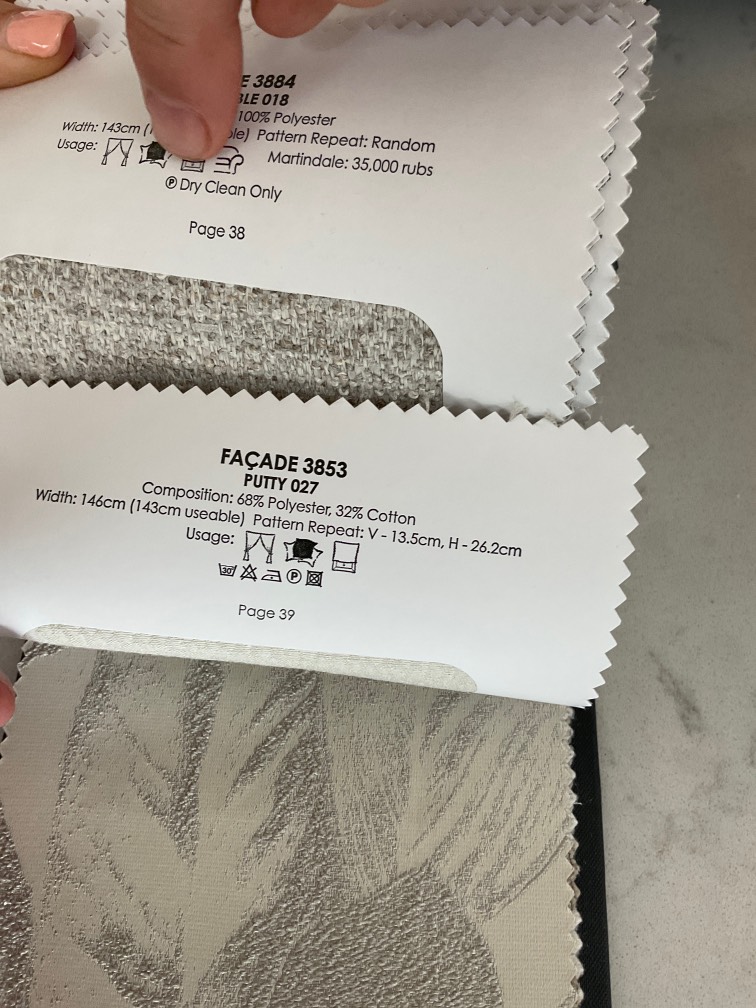 3884
018
100% Polyester
Width: 143cm Pattern Repeat: Random
Usage: Martindale: 35,000 rubs
Ⓟ Dry Clean Only
Page 38
FAÇADE 3853
PUTTY 027
Composition: 68% Polyester, 32% Cotton
Width: 146cm (143cm useable) Pattern Repeat: V - 13.5cm, H - 26.2cm
Usage:
30° P
Page 39